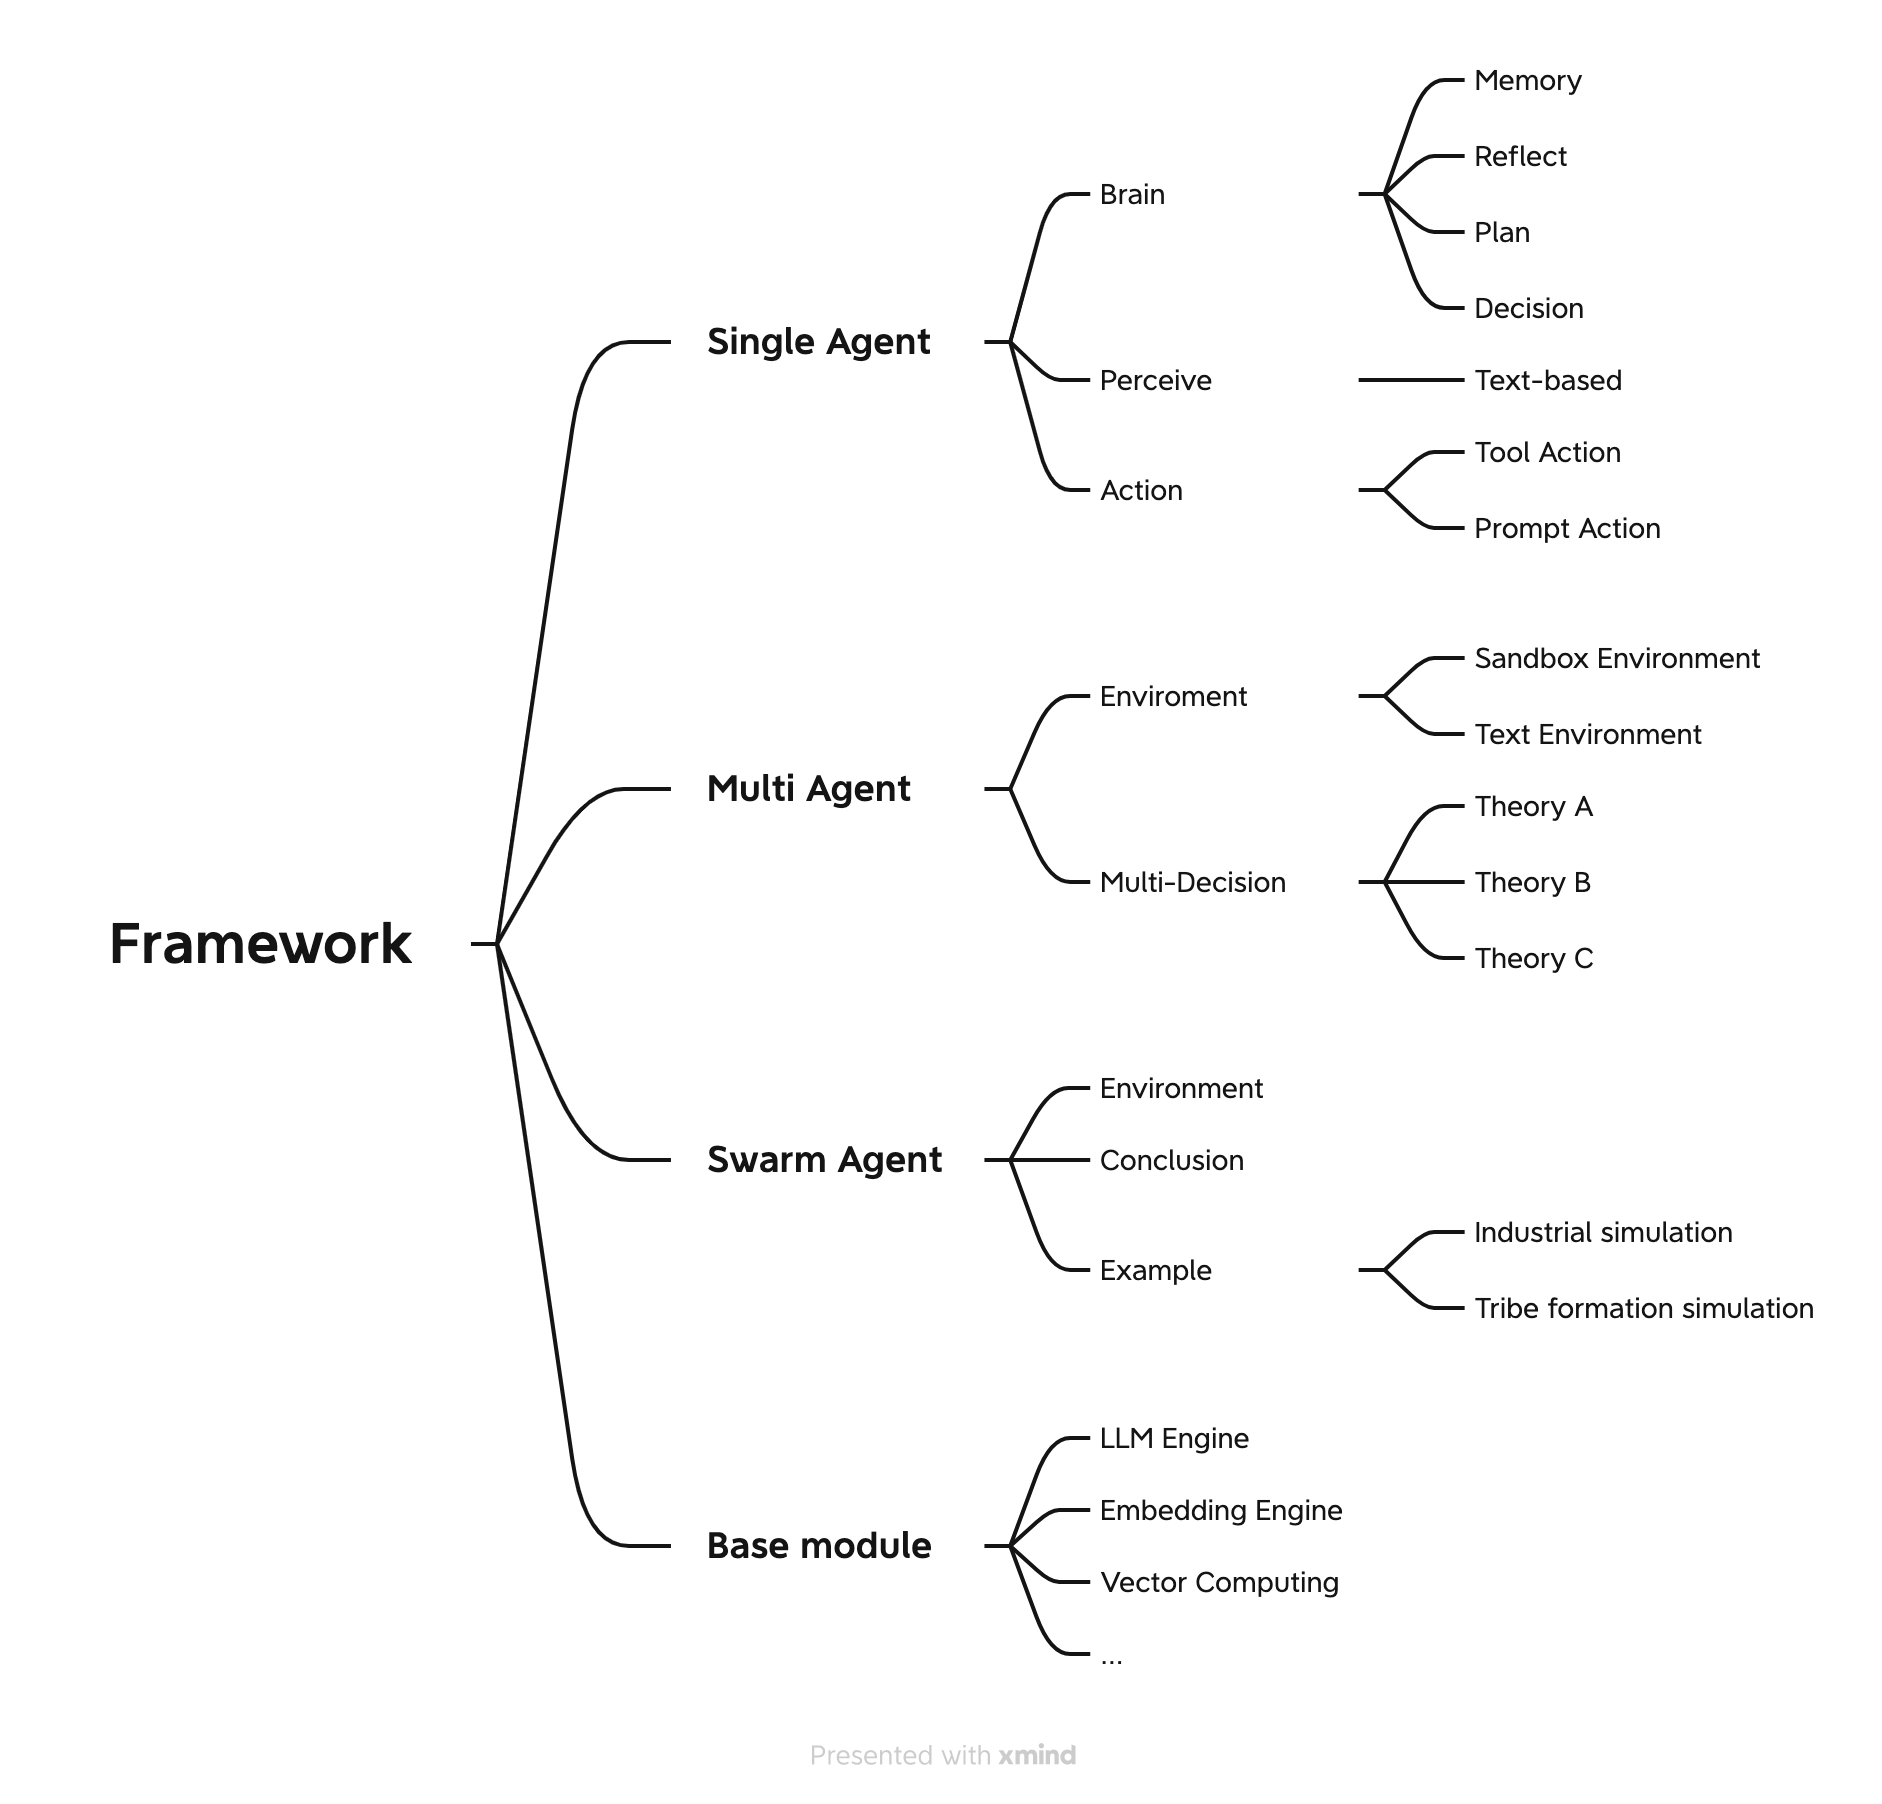 Framework
Single Agent
Brain
Memory
Reflect
Plan
Decision
Perceive
Text-based
Action
Tool Action
Prompt Action
Multi Agent
Enviroment
Sandbox Environment
Text Environment
Multi-Decision
Theory A
Theory B
Theory C
Swarm Agent
Environment
Conclusion
Example
Industrial simulation
Tribe formation simulation
Base module
LLM Engine
Embedding Engine
Vector Computing
...
Presented with xmind